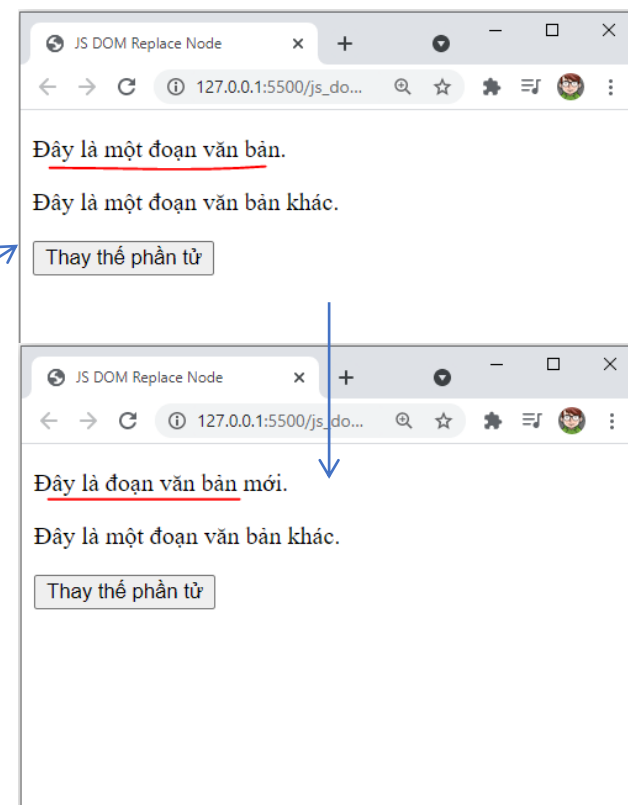 JS DOM Replace Node
127.0.0.1:5500/js_do...
Đây là một đoạn văn bản.
Đây là một đoạn văn bản khác.
Thay thế phần tử
JS DOM Replace Node
127.0.0.1:5500/js_do...
Đây là đoạn văn bản mới.
Đây là một đoạn văn bản khác.
Thay thế phần tử